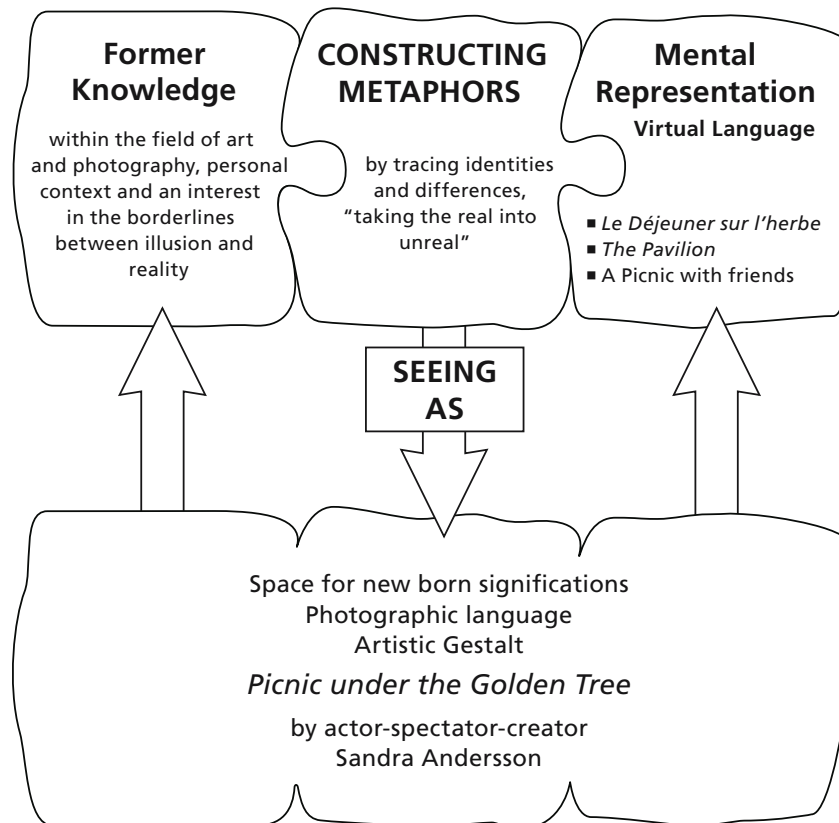 Former
Knowledge
within the field of art
and photography, personal
context and an interest
in the borderlines
between illusion and
reality
CONSTRUCTING
METAPHORS
by tracing identities
and differences,
“taking the real into
unreal”
Mental
Representation
Virtual Language
■ Le Déjeuner sur l’herbe
■ The Pavilion
■ A Picnic with friends
SEEING
AS
Space for new born significations
Photographic language
Artistic Gestalt
Picnic under the Golden Tree
by actor-spectator-creator
Sandra Andersson